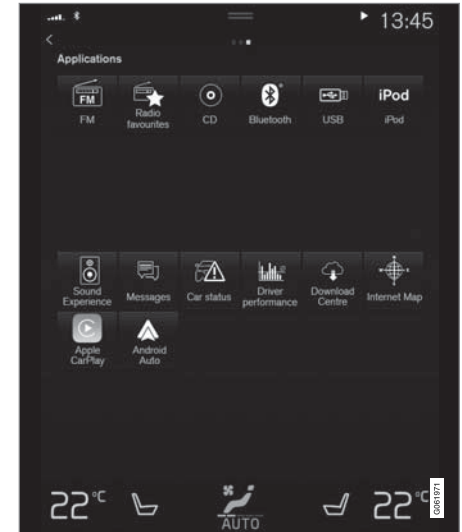 13:45
Applications
FM
iPod
FM
Radio
favourites
CD
Bluetooth
USB
iPod
Sound
Experience
Messages
Car status
Driver
performance
Download
Centre
Internet Map
Apple
CarPlay
Android
Auto
22°C
AUTO
22°C
G061971